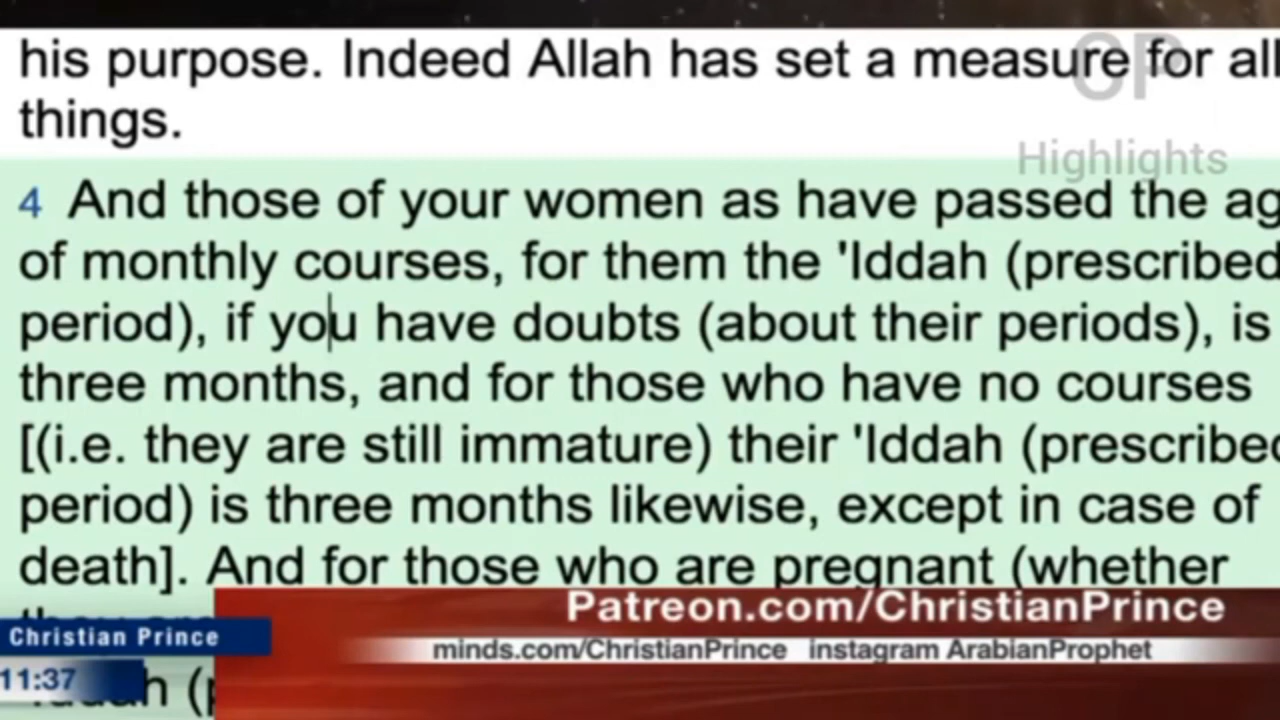 his purpose. Indeed Allah has set a measure for all
things.
CP
Highlights
4 And those of your women as have passed the ag
of monthly courses, for them the 'Iddah (prescribed
period), if you have doubts (about their periods), is
three months, and for those who have no courses
[(i.e. they are still immature) their 'Iddah (prescribed
period) is three months likewise, except in case of
death]. And for those who are pregnant (whether
Patreon.com/ChristianPrince
Christian Prince
minds.com/ChristianPrince instagram ArabianProphet
11:37